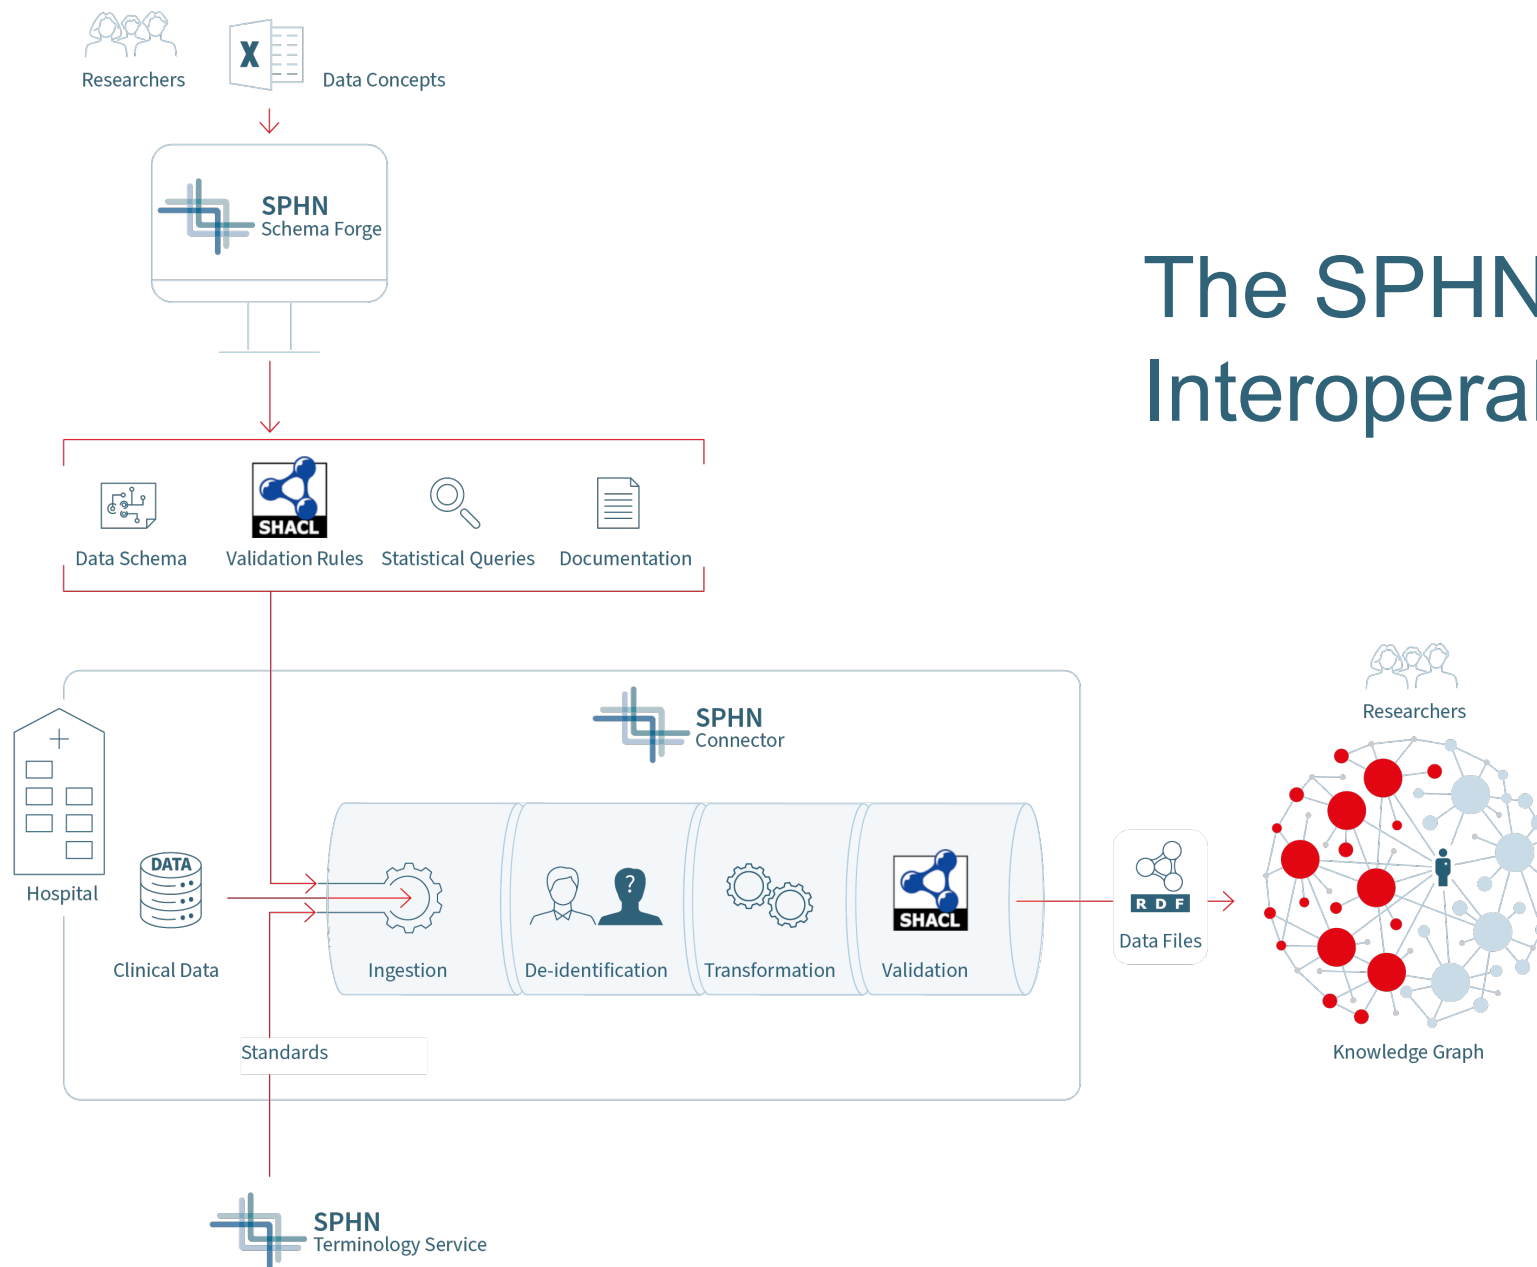 Researchers
X
Data Concepts
SPHN
Schema Forge
The SPHN
Data Schema
SHACL
Validation Rules
Statistical Queries
Documentation
SPHN
Connector
Hospital
DATA
Clinical Data
Ingestion
?
De-identification
Transformation
SHACL
Validation
RDF
Data Files
Researchers
Knowledge Graph
Standards
SPHN
Terminology Service